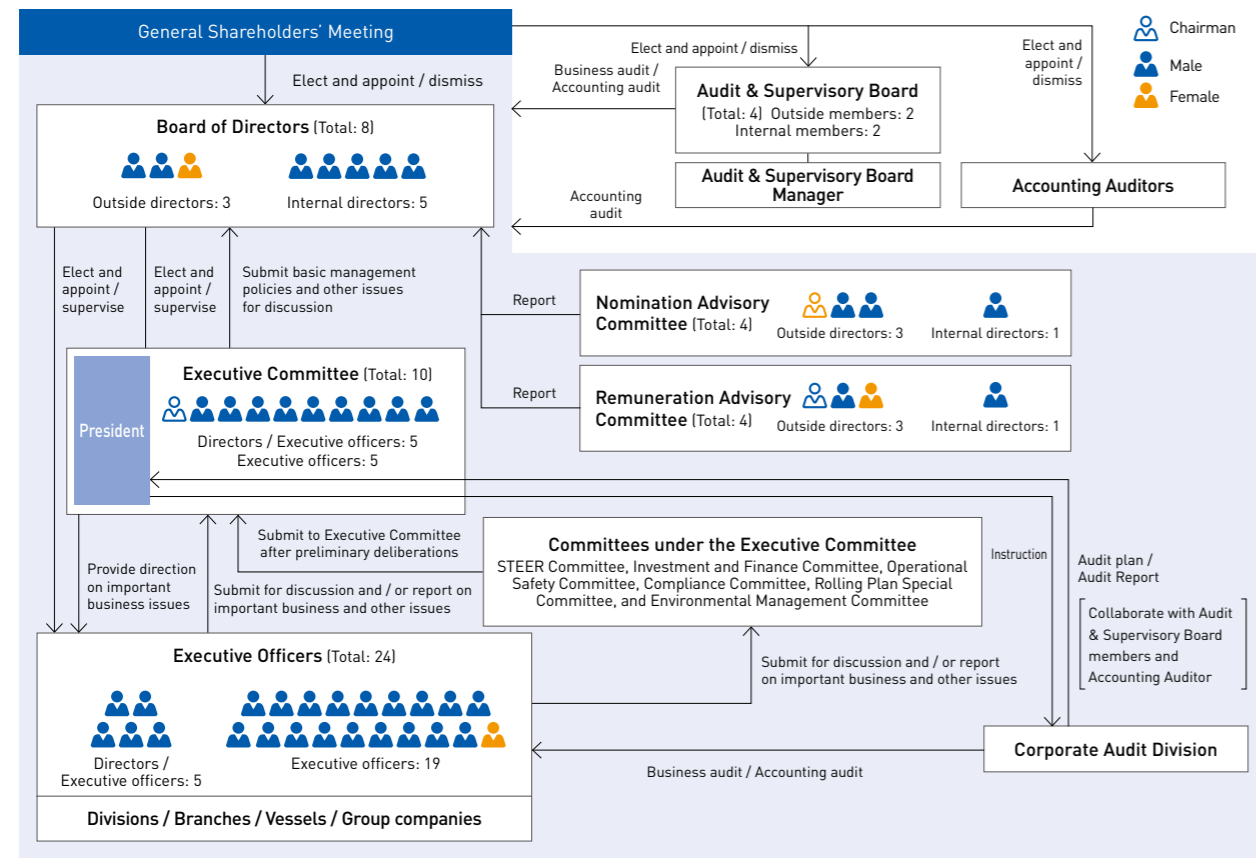 General Shareholders’ Meeting
Chairman
Male
Female
Elect and appoint / dismiss
Elect and appoint / dismiss
Elect and
appoint /
dismiss
Business audit /
Accounting audit
Audit & Supervisory Board
(Total: 4) Outside members: 2
Internal members: 2
Audit & Supervisory Board
Manager
Accounting Auditors
Accounting
audit
Board of Directors (Total: 8)
Outside directors: 3
Internal directors: 5
Elect and
appoint /
supervise
Elect and
appoint /
supervise
Submit basic management
policies and other issues
for discussion
Report
Nomination Advisory
Committee (Total: 4)
Outside directors: 3
Internal directors: 1
Report
Remuneration Advisory
Committee (Total: 4)
Outside directors: 3
Internal directors: 1
President
Executive Committee (Total: 10)
Directors / Executive officers: 5
Executive officers: 5
Provide direction
on important
business issues
Submit to Executive Committee
after preliminary deliberations
Submit for discussion and / or report on
important business and other issues
Committees under the Executive Committee
STEER Committee, Investment and Finance Committee, Operational
Safety Committee, Compliance Committee, Rolling Plan Special
Committee, and Environmental Management Committee
Instruction
Audit plan /
Audit Report
Collaborate with Audit
& Supervisory Board
members and
Accounting Auditor
Submit for discussion and / or report
on important business and other issues
Executive Officers (Total: 24)
Directors /
Executive officers: 5
Executive officers: 19
Business audit / Accounting audit
Corporate Audit Division
Divisions / Branches / Vessels / Group companies